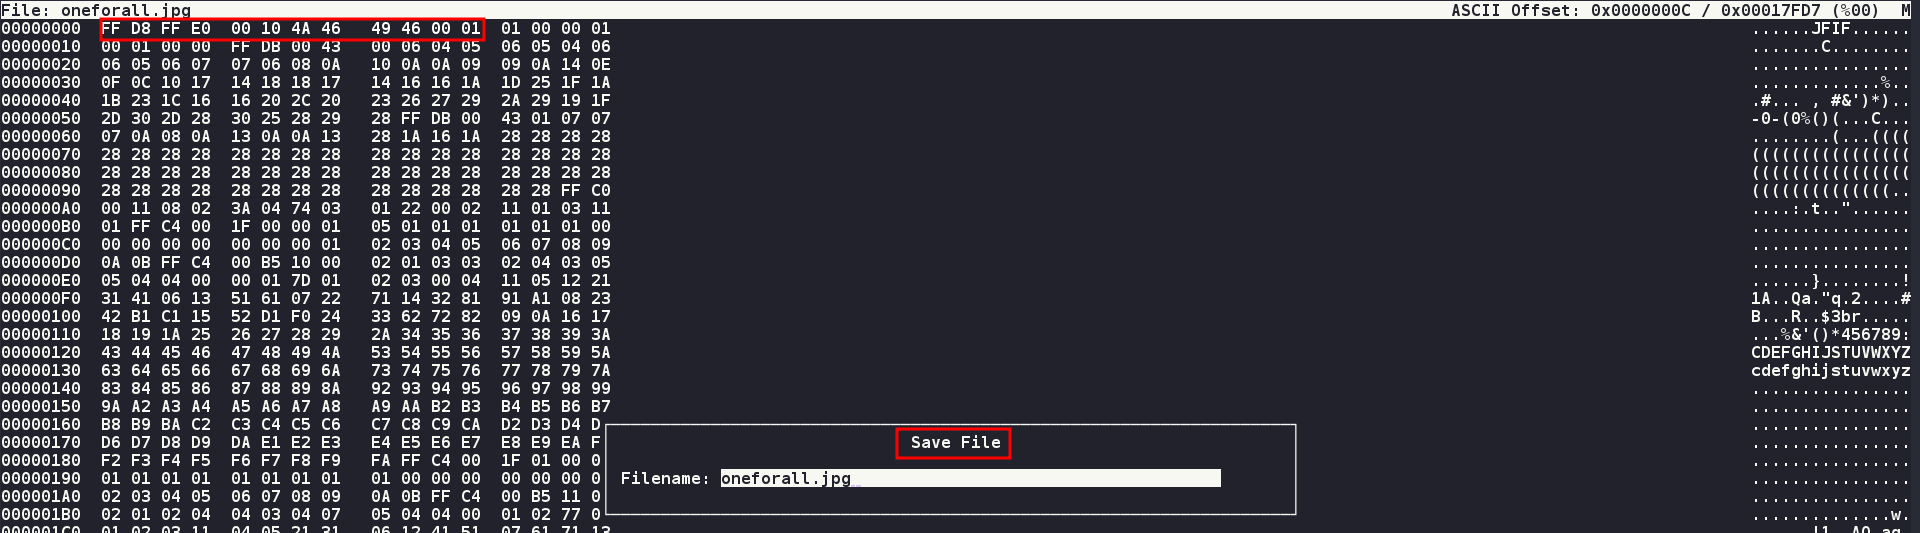 File: oneforall.jpg ASCII Offset: 0x0000000C / 0x00017FD7 (%00) M
00000000 FF D8 FF E0 00 10 4A 46 49 46 00 01 01 00 00 01 ......JFIF......
00000010 00 01 00 00 FF DB 00 43 00 06 04 05 06 05 04 06 .......C........
00000020 06 05 06 07 07 06 08 0A 10 0A 0A 09 09 0A 14 0E ................
00000030 0F 0C 10 17 14 18 18 17 14 16 16 1A 1D 25 1F 1A .............%..
00000040 1B 23 1C 16 16 20 2C 20 23 26 27 29 2A 29 19 1F .#... , #&')*)..
00000050 2D 30 2D 28 30 25 28 29 28 FF DB 00 43 01 07 07 -0-(0%()(...C...
00000060 07 0A 08 0A 13 0A 0A 13 28 1A 16 1A 28 28 28 28 ........(...((((
00000070 28 28 28 28 28 28 28 28 28 28 28 28 28 28 28 28 ((((((((((((((((
00000080 28 28 28 28 28 28 28 28 28 28 28 28 28 28 28 28 ((((((((((((((((
00000090 28 28 28 28 28 28 28 28 28 28 28 28 28 28 FF C0 ((((((((((((((..
000000A0 00 11 08 02 3A 04 74 03 01 22 00 02 11 01 03 11 ....:.t.."......
000000B0 01 FF C4 00 1F 00 00 01 05 01 01 01 01 01 01 00 ................
000000C0 00 00 00 00 00 00 00 01 02 03 04 05 06 07 08 09 ................
000000D0 0A 0B FF C4 00 B5 10 00 02 01 03 03 02 04 03 05 ................
000000E0 05 04 04 00 00 01 7D 01 02 03 00 04 11 05 12 21 ......}........!
000000F0 31 41 06 13 51 61 07 22 71 14 32 81 91 A1 08 23 1A..Qa."q.2....#
00000100 42 B1 C1 15 52 D1 F0 24 33 62 72 82 09 0A 16 17 B...R..$3br.....
00000110 18 19 1A 25 26 27 28 29 2A 34 35 36 37 38 39 3A ...%&'()*456789:
00000120 43 44 45 46 47 48 49 4A 53 54 55 56 57 58 59 5A CDEFGHIJSTUVWXYZ
00000130 63 64 65 66 67 68 69 6A 73 74 75 76 77 78 79 7A cdefghijstuvwxyz
00000140 83 84 85 86 87 88 89 8A 92 93 94 95 96 97 98 99 ................
00000150 9A A2 A3 A4 A5 A6 A7 A8 A9 AA B2 B3 B4 B5 B6 B7 ................
00000160 B8 B9 BA C2 C3 C4 C5 C6 C7 C8 C9 CA D2 D3 D4 D ................
00000170 D6 D7 D8 D9 DA E1 E2 E3 E4 E5 E6 E7 E8 E9 EA F Save File ................
00000180 F2 F3 F4 F5 F6 F7 F8 F9 FA FF C4 00 1F 01 00 0 ................
00000190 01 01 01 01 01 01 01 01 01 00 00 00 00 00 00 0 Filename: oneforall.jpg ................
000001A0 02 03 04 05 06 07 08 09 0A 0B FF C4 00 B5 11 0 ................
000001B0 02 01 02 04 04 03 04 07 05 04 04 00 01 02 77 0 ..............w.
000001C0 01 02 03 11 04 05 21 31 06 12 41 51 07 61 71 13 ......!1..AQ.aq.